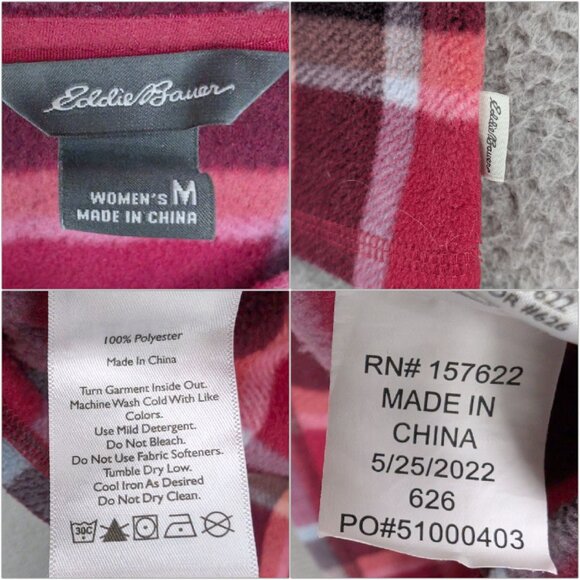 Eddie Bauer
WOMEN'S M
MADE IN CHINA
Eddie Bauer
100% Polyester
Made In China
Turn Garment Inside Out.
Machine Wash Cold With Like
Colors.
Use Mild Detergent.
Do Not Bleach.
Do Not Use Fabric Softeners.
Tumble Dry Low.
Cool Iron As Desired
Do Not Dry Clean.
30C
#626
RN# 157622
MADE IN
CHINA
5/25/2022
626
PO#51000403